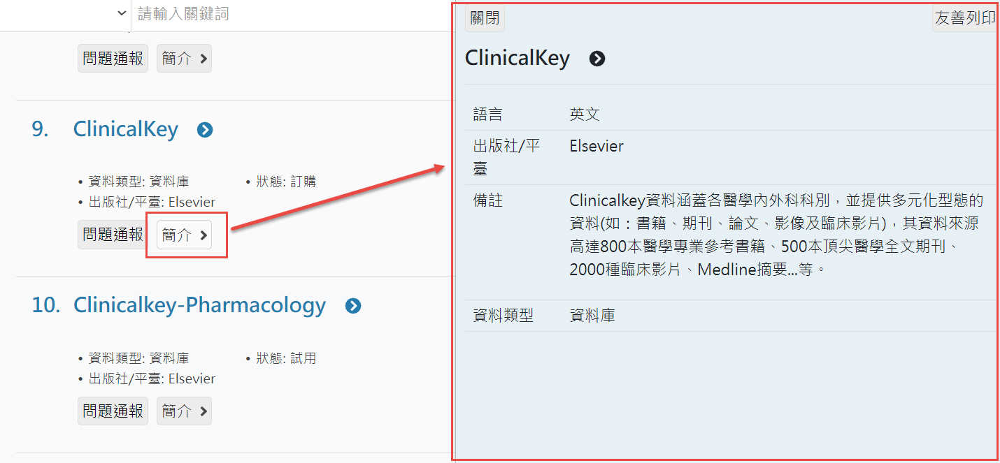 請輸入關鍵詞
問題通報 簡介
9. ClinicalKey
• 資料類型: 資料庫 • 狀態: 訂購
• 出版社/平臺: Elsevier
問題通報 簡介
10. Clinicalkey-Pharmacology
• 資料類型: 資料庫 • 狀態: 試用
• 出版社/平臺: Elsevier
問題通報 簡介
關閉 友善列印
ClinicalKey
語言 英文
出版社/平
臺
Elsevier
備註
Clinicalkey資料涵蓋各醫學內外科科別，並提供多元化型態的
資料(如：書籍、期刊、論文、影像及臨床影片)，其資料來源
高達800本醫學專業參考書籍、500本頂尖醫學全文期刊、
2000種臨床影片、Medline摘要...等。
資料類型 資料庫